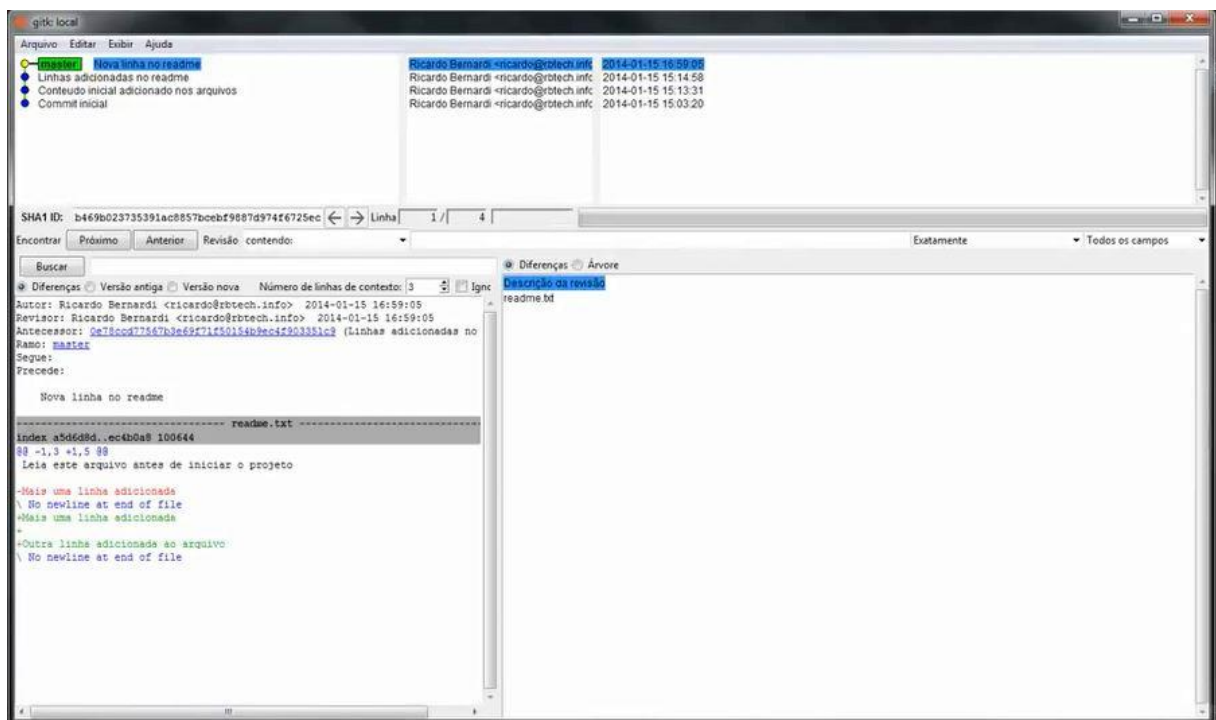 gitk: local
Arquivo Editar Exibir Ajuda
master Nova linha no readme Ricardo Bernardi <ricardo@rbtech.info 2014-01-15 16:59:05
Linhas adicionadas no readme Ricardo Bernardi <ricardo@rbtech.info 2014-01-15 15:14:58
Conteudo inicial adicionado nos arquivos Ricardo Bernardi <ricardo@rbtech.info 2014-01-15 15:13:31
Commit inicial Ricardo Bernardi <ricardo@rbtech.info 2014-01-15 15:03:20
SHA1 ID: b469b023735391ac8857bcebf9887d974f6725ec Linha 1 / 4
Encontrar Próximo Anterior Revisão contendo: Exatamente Todos os campos
Buscar
Diferenças Árvore
Diferenças Versão antiga Versão nova Número de linhas de contexto: 3 Igno
Descrição da revisão
readme.txt
Autor: Ricardo Bernardi <ricardo@rbtech.info> 2014-01-15 16:59:05
Revisor: Ricardo Bernardi <ricardo@rbtech.info> 2014-01-15 16:59:05
Antecessor: 0e78ccd77567b3e69f71f50154b9ec4f903351c9 (Linhas adicionadas no
Ramo: master
Segue:
Precede:
Nova linha no readme
readme.txt
index a5d6d8d..ec4b0a8 100644
@@ -1,3 +1,5 @@
Leia este arquivo antes de iniciar o projeto
-Mais uma linha adicionada
\ No newline at end of file
+Mais uma linha adicionada
+
+Outra linha adicionada ao arquivo
\ No newline at end of file